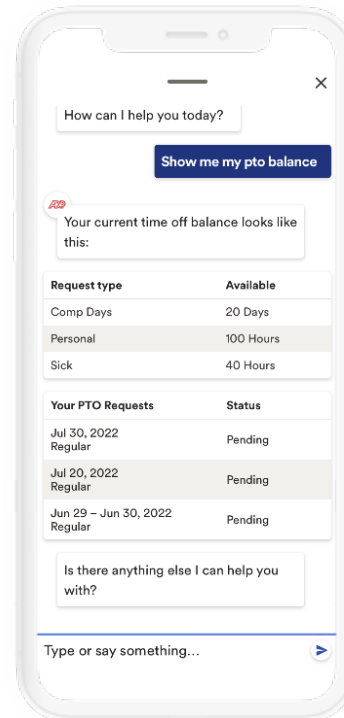 How can I help you today?
Show me my pto balance
ADP
Your current time off balance looks like
this:
Request type Available
Comp Days 20 Days
Personal 100 Hours
Sick 40 Hours
Your PTO Requests Status
Jul 30, 2022
Regular Pending
Jul 20, 2022
Regular Pending
Jun 29 – Jun 30, 2022
Regular Pending
Is there anything else I can help you
with?
Type or say something...